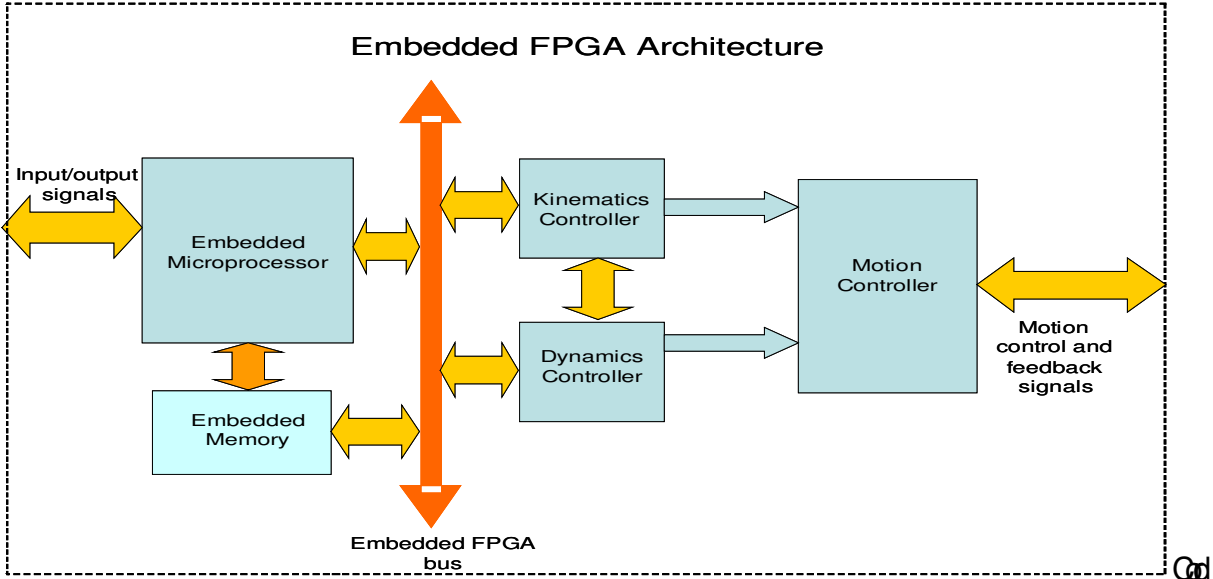 Embedded FPGA Architecture
Input/output
signals
Embedded
Microprocessor
Kinematics
Controller
Motion
Controller
Dynamics
Controller
Motion
control and
feedback
signals
Embedded
Memory
Embedded FPGA
bus